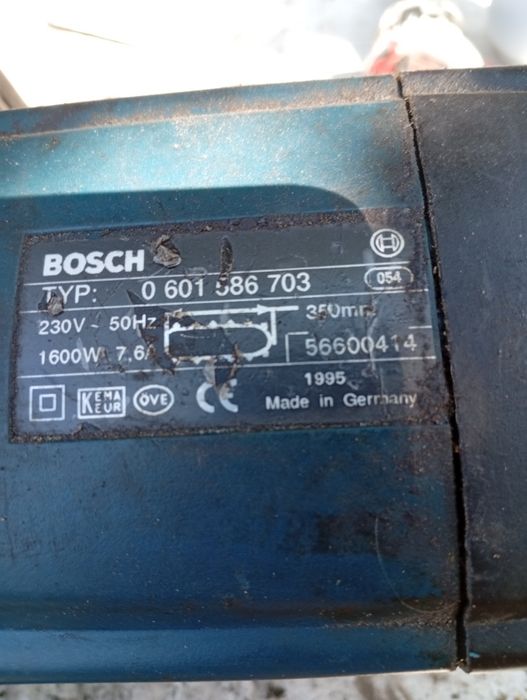 BOSCH
TYP: 0 601 586 703
054
230V ~ 50Hz
350mm
1600W 7.6A
56600414
1995
KEMA
EUR
ÖVE
CE
Made in Germany